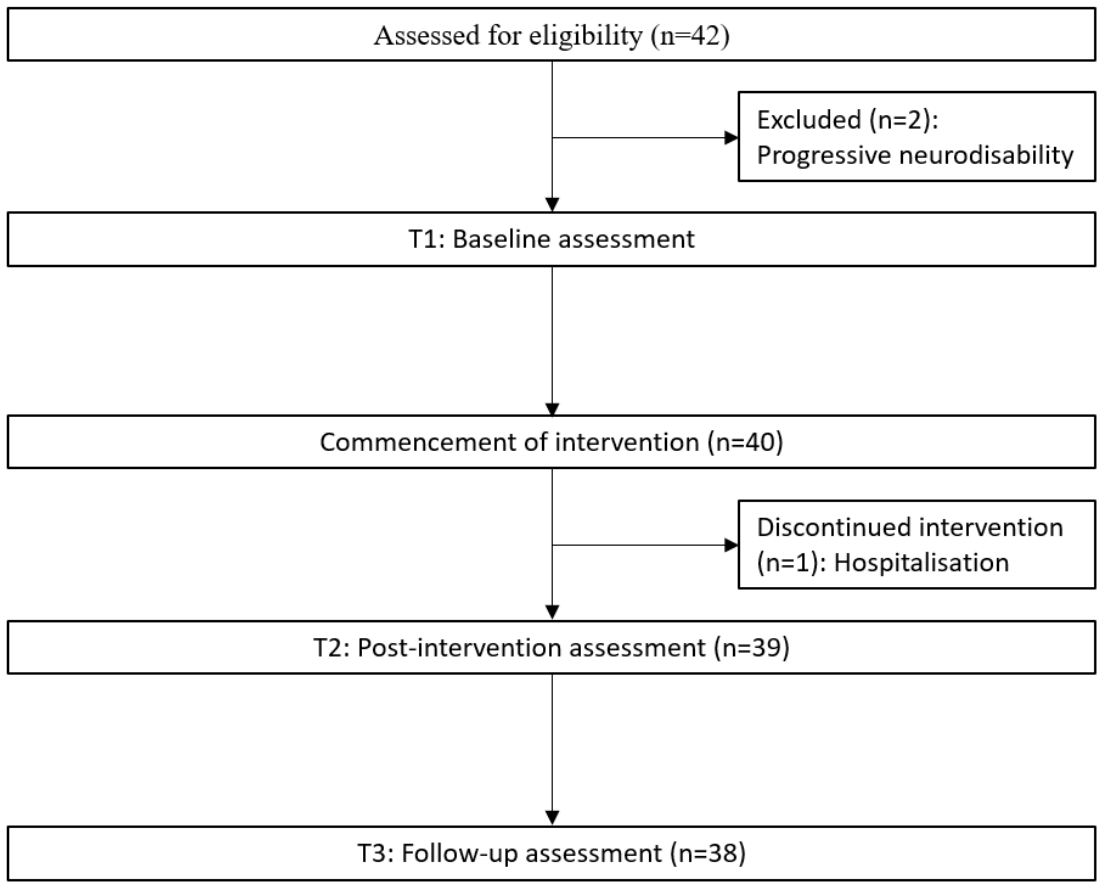 Assessed for eligibility (n=42)
Excluded (n=2):
Progressive neurodisability
T1: Baseline assessment
Commencement of intervention (n=40)
Discontinued intervention
(n=1): Hospitalisation
T2: Post-intervention assessment (n=39)
T3: Follow-up assessment (n=38)